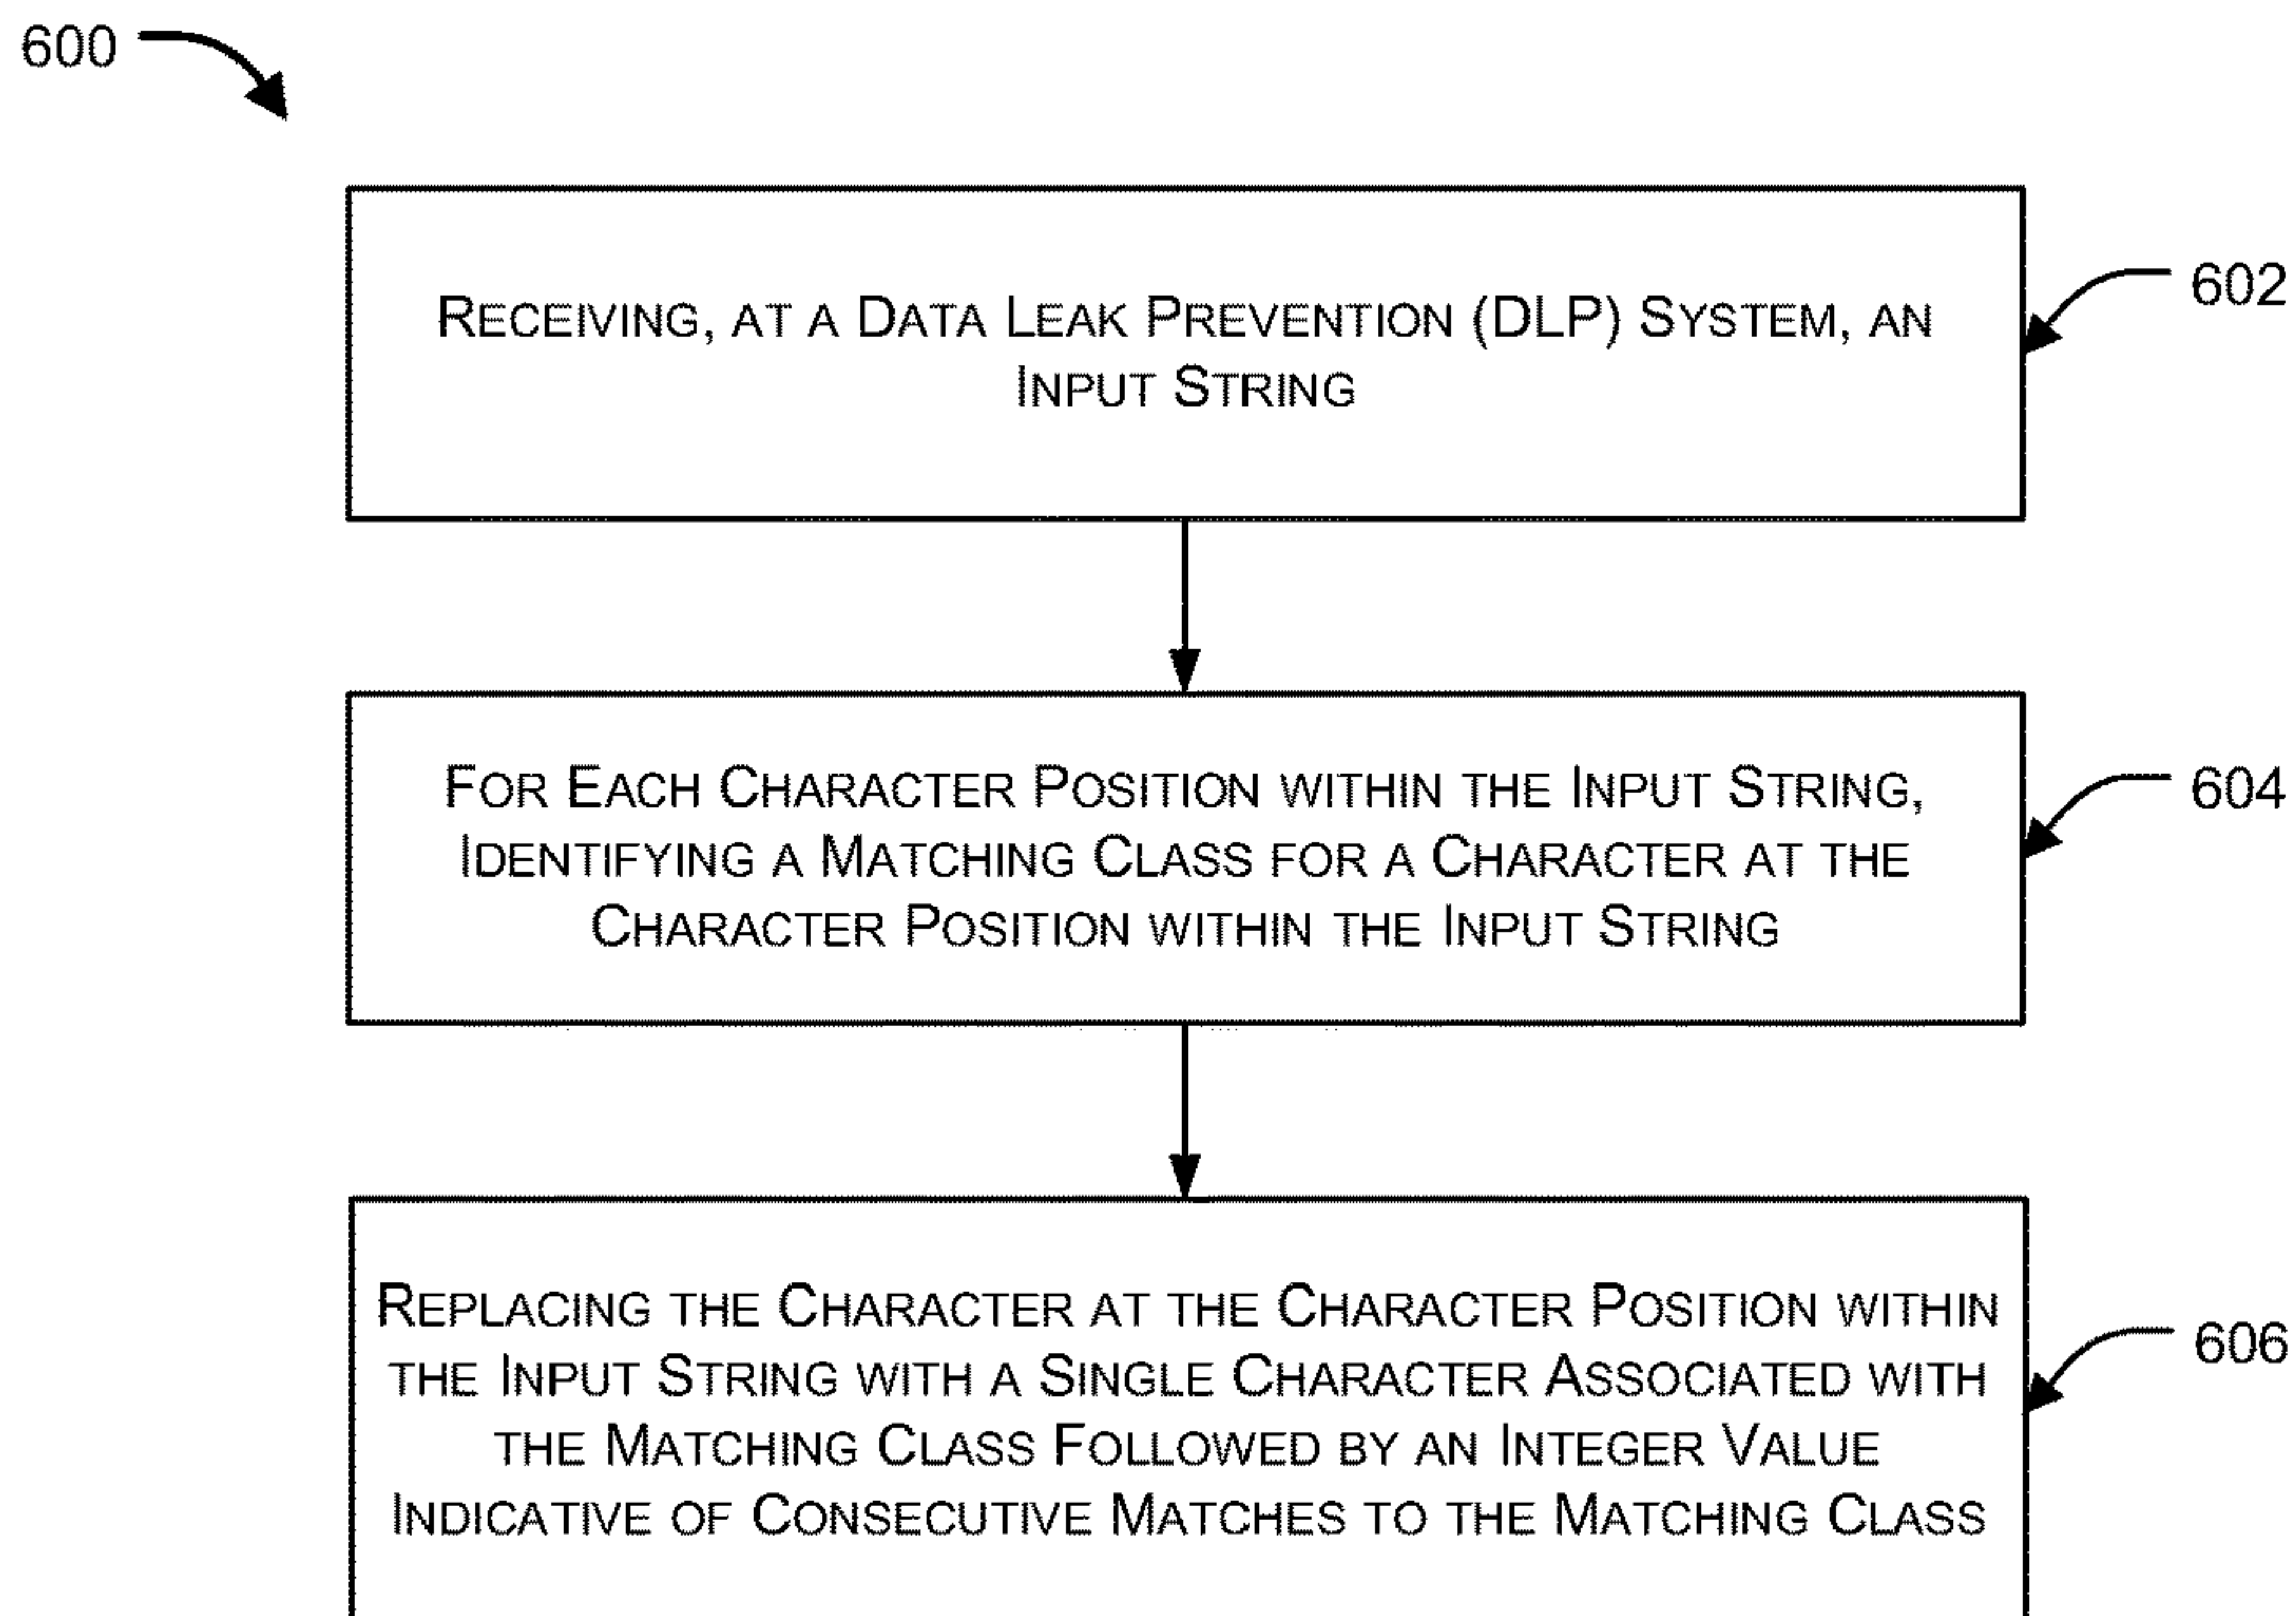 600
RECEIVING, AT A DATA LEAK PREVENTION (DLP) SYSTEM, AN
INPUT STRING
602
FOR EACH CHARACTER POSITION WITHIN THE INPUT STRING,
IDENTIFYING A MATCHING CLASS FOR A CHARACTER AT THE
CHARACTER POSITION WITHIN THE INPUT STRING
604
REPLACING THE CHARACTER AT THE CHARACTER POSITION WITHIN
THE INPUT STRING WITH A SINGLE CHARACTER ASSOCIATED WITH
THE MATCHING CLASS FOLLOWED BY AN INTEGER VALUE
INDICATIVE OF CONSECUTIVE MATCHES TO THE MATCHING CLASS
606